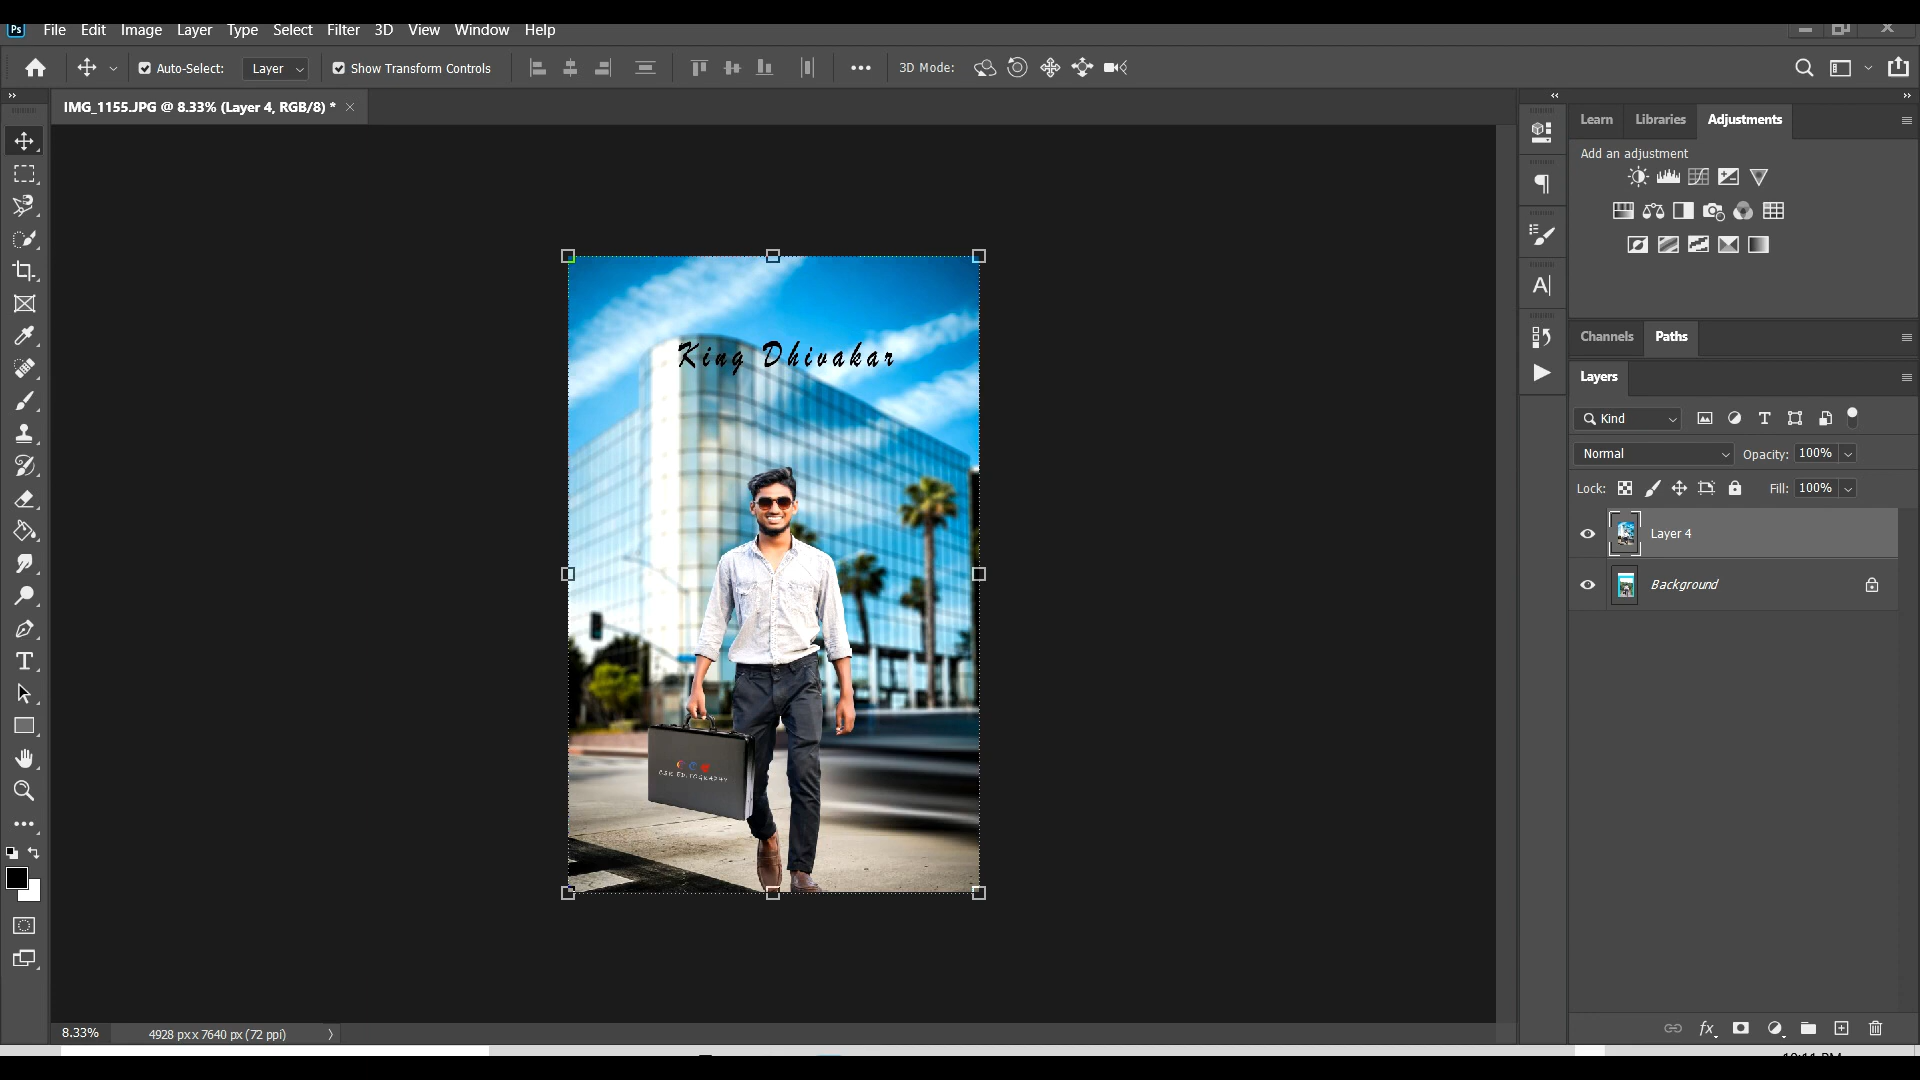 Ps File Edit Image Layer Type Select Filter 3D View Window Help
Auto-Select: Layer Show Transform Controls 3D Mode:
IMG_1155.JPG @ 8.33% (Layer 4, RGB/8) *
Learn Libraries Adjustments
Add an adjustment
Channels Paths
Layers
Kind
Normal Opacity: 100%
Lock: Fill: 100%
Layer 4
Background
King Dhivakar
EDITOGRAPHY
8.33% 4928 px x 7640 px (72 ppi)